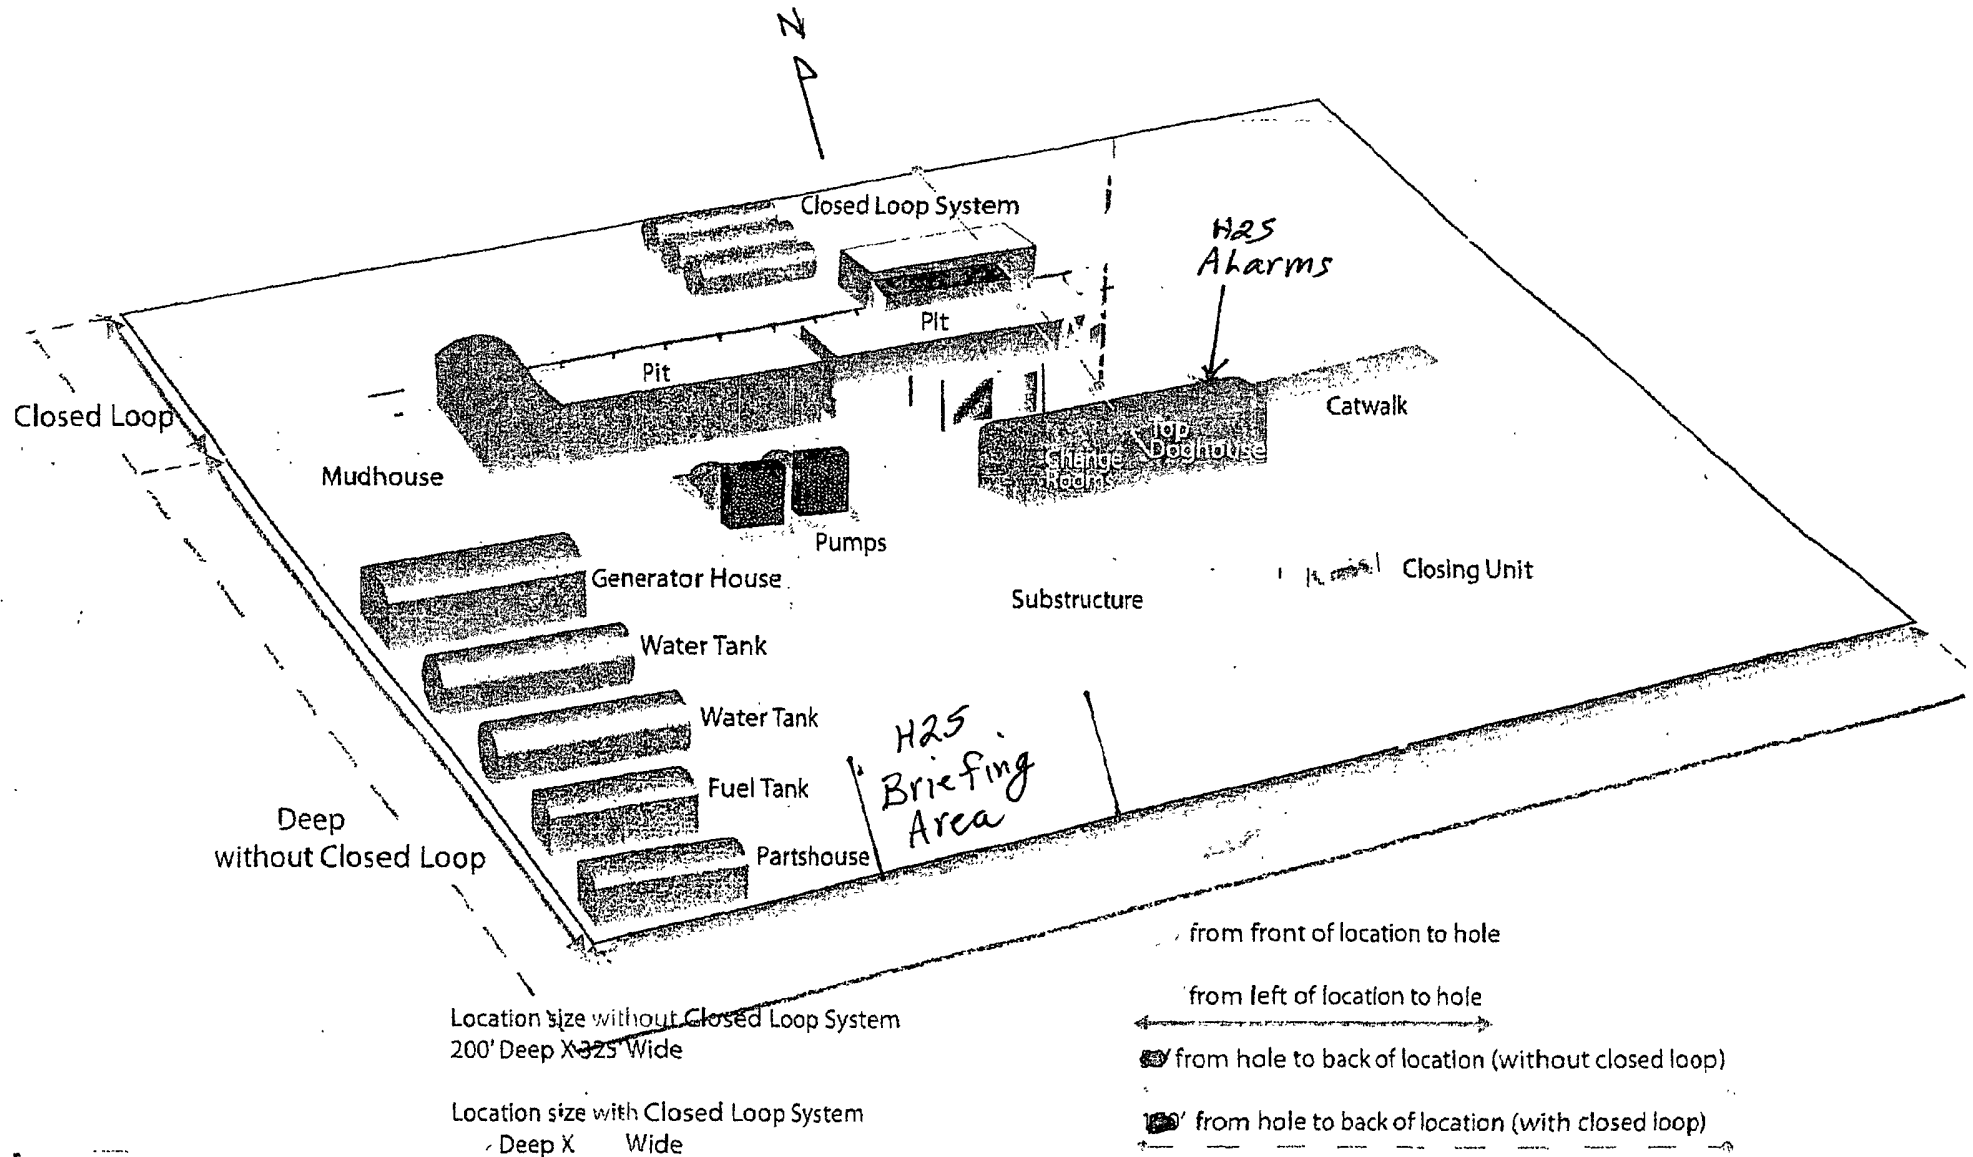 N
Closed Loop System
H2S
Alarms
Pit
Pit
Closed Loop
Catwalk
Top
Doghouse
Change
Room
Mudhouse
Pumps
Generator House
Closing Unit
Substructure
Water Tank
Water Tank
H2S
Briefing
Area
Fuel Tank
Deep
without Closed Loop
Partshouse
from front of location to hole
from left of location to hole
Location size without Closed Loop System
200' Deep X 325' Wide
from hole to back of location (without closed loop)
Location size with Closed Loop System
Deep X Wide
from hole to back of location (with closed loop)